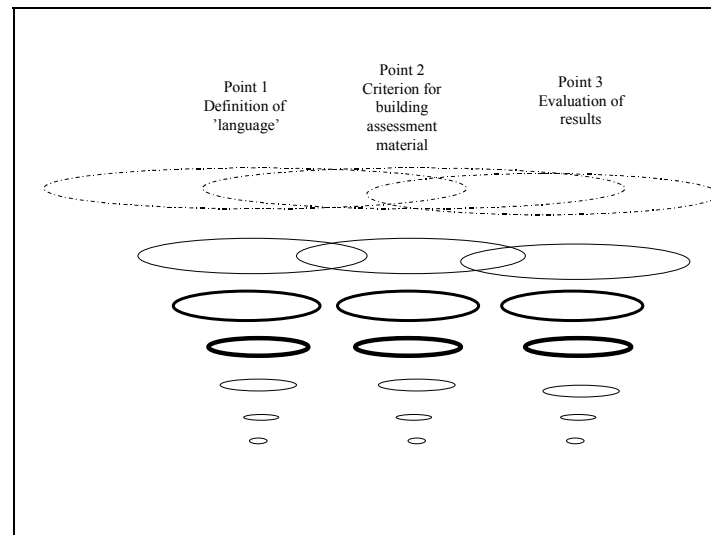 Point 1
Definition of
’language’
Point 2
Criterion for
building
assessment
material
Point 3
Evaluation of
results